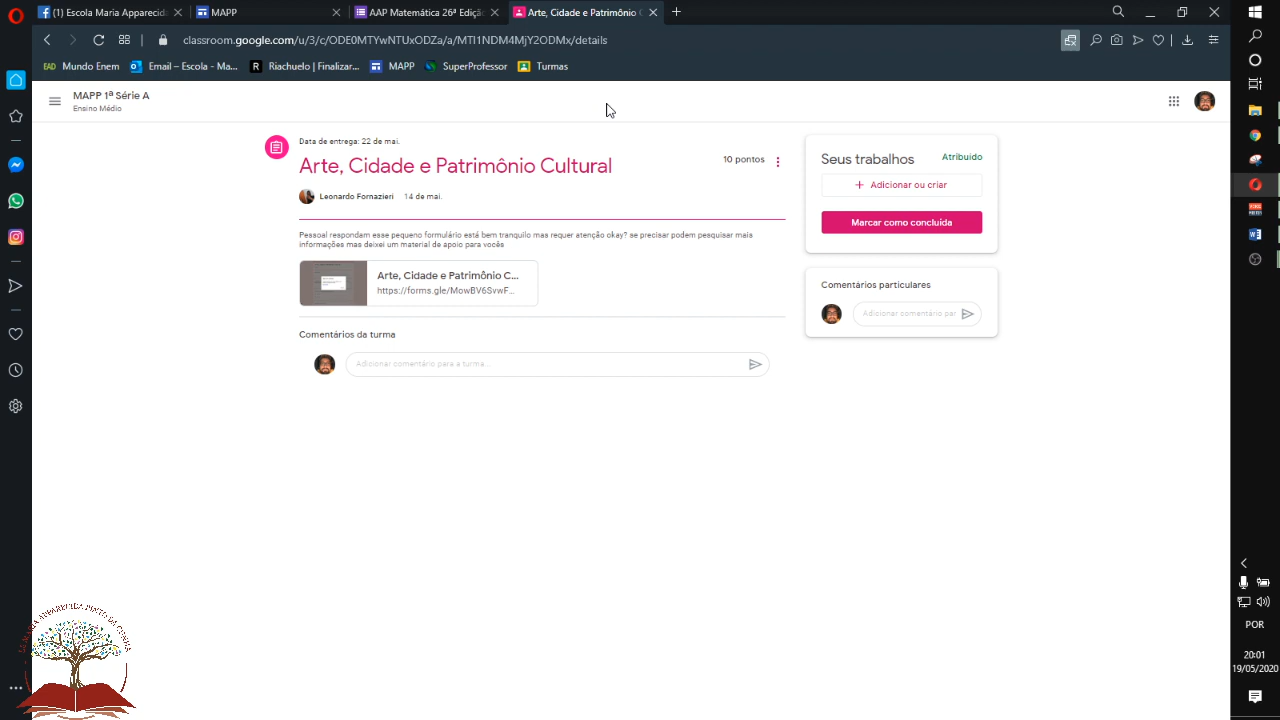 (1) Escola Maria Aparecida
MAPP
AAP Matemática 26ª Ediçã
Arte, Cidade e Patrimônio C
classroom.google.com/u/3/c/ODE0MTYwNTUxODZa/a/MTI1NDM4MjY2ODMx/details
Mundo Enem
Email – Escola - Ma...
Riachuelo | Finalizar...
MAPP
SuperProfessor
Turmas
MAPP 1ª Série A
Ensino Médio
Data de entrega: 22 de mai.
Arte, Cidade e Patrimônio Cultural
10 pontos
Leonardo Fornazieri 14 de mai.
Pessoal respondam esse pequeno formulário está bem tranquilo mas requer atenção okay? se precisar podem pesquisar mais
informações mas deixei um material de apoio para vocês
Arte, Cidade e Patrimônio C...
https://forms.gle/MowBV6SvwF...
Comentários da turma
Adicionar comentário para a turma...
Seus trabalhos
Atribuído
+ Adicionar ou criar
Marcar como concluída
Comentários particulares
Adicionar comentário par
POR
20:01
19/05/2020